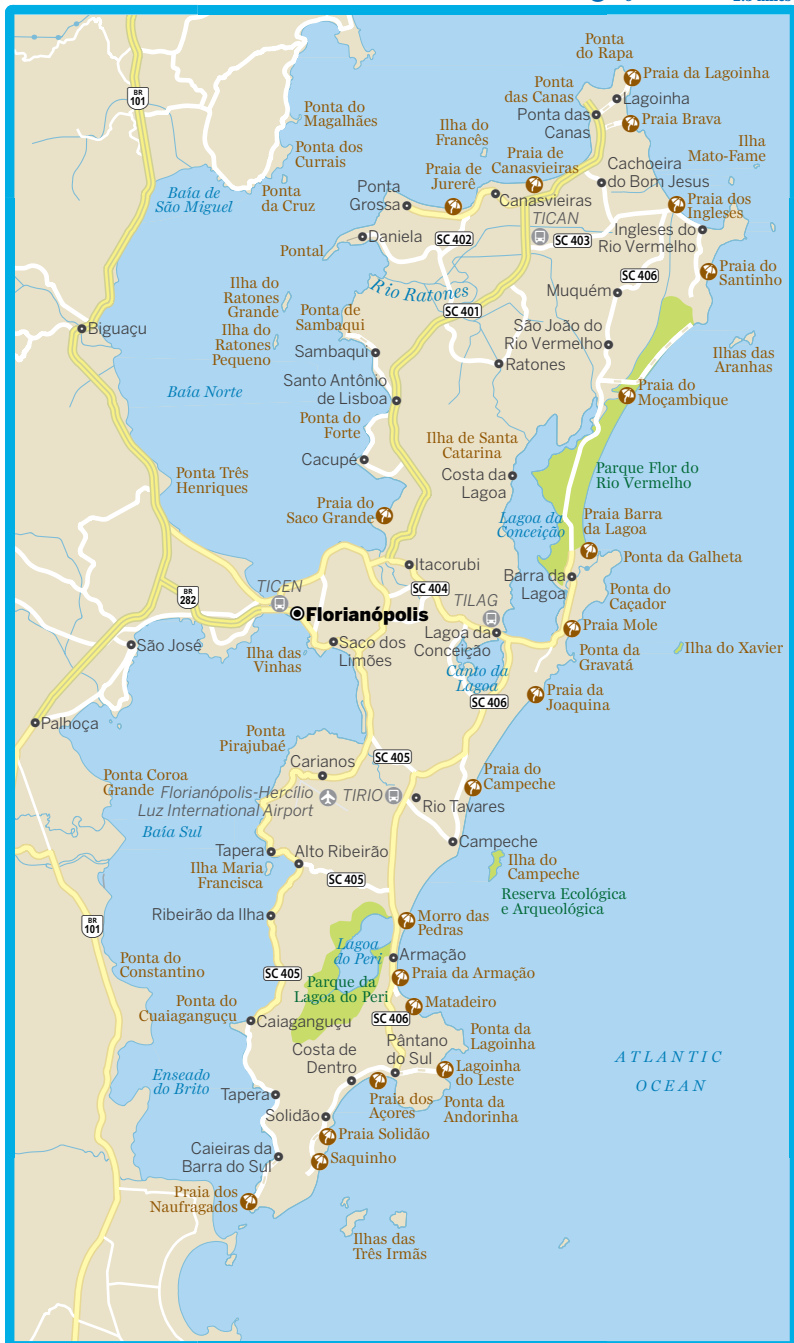 Ponta
do Rapa
Praia da Lagoinha
Ponta
das Canas
Lagoinha
BR
101
Ponta das
Canas
Praia Brava
Ponta do
Magalhães
Ilha do
Francês
Praia de
Canasvieiras
Ilha
Mato-Fame
Ponta dos
Currais
Cachoeira
do Bom Jesus
Praia de
Jurerê
Baía de
São Miguel
Ponta
da Cruz
Ponta
Grossa
Canasvieiras
Praia dos
Ingleses
TICAN
Daniela
SC 402
SC 403
Ingleses do
Rio Vermelho
Pontal
SC 406
Praia do
Santinho
Ilha do
Ratones
Grande
Rio Ratones
Muquém
Ponta de
Sambaqui
SC 401
Biguaçu
Ilha do
Ratones
Pequeno
São João do
Rio Vermelho
Sambaqui
Ilhas das
Aranhas
Ratones
Santo Antônio
de Lisboa
Baía Norte
Praia do
Moçambique
Ponta do
Forte
Ilha de Santa
Catarina
Cacupé
Ponta Três
Henriques
Costa da
Lagoa
Parque Flor do
Rio Vermelho
Praia do
Saco Grande
Lagoa da
Conceição
Praia Barra
da Lagoa
Itacorubi
Ponta da Galheta
TICEN
BR
282
SC 404
TILAG
Barra da
Lagoa
Ponta do
Caçador
Florianópolis
Praia Mole
São José
Ilha das
Vinhas
Saco dos
Limões
Lagoa da
Conceição
Ilha do Xavier
Ponta da
Gravatá
Canto da
Lagoa
SC 406
Praia da
Joaquina
Palhoça
Ponta
Pirajubaé
SC 405
Carianos
Praia do
Campeche
Ponta Coroa
Grande
Florianópolis-Hercílio
Luz International Airport
TIRIO
Rio Tavares
Baía Sul
Campeche
Tapera
Alto Ribeirão
Ilha do
Campeche
Ilha Maria
Francisca
SC 405
Reserva Ecológica
e Arqueológica
Ribeirão da Ilha
Morro das
Pedras
BR
101
Lagoa
do Peri
Armação
Ponta do
Constantino
SC 405
Praia da Armação
Parque da
Lagoa do Peri
Ponta do
Cuaiaganguçu
Matadeiro
Caiaganguçu
SC 406
Ponta da
Lagoinha
Costa de
Dentro
Pântano
do Sul
ATLANTIC
OCEAN
Enseado
do Brito
Lagoinha
do Leste
Tapera
Praia dos
Açores
Ponta da
Andorinha
Solidão
Praia Solidão
Caieiras da
Barra do Sul
Saquinho
Praia dos
Naufragados
Ilhas das
Três Irmãs